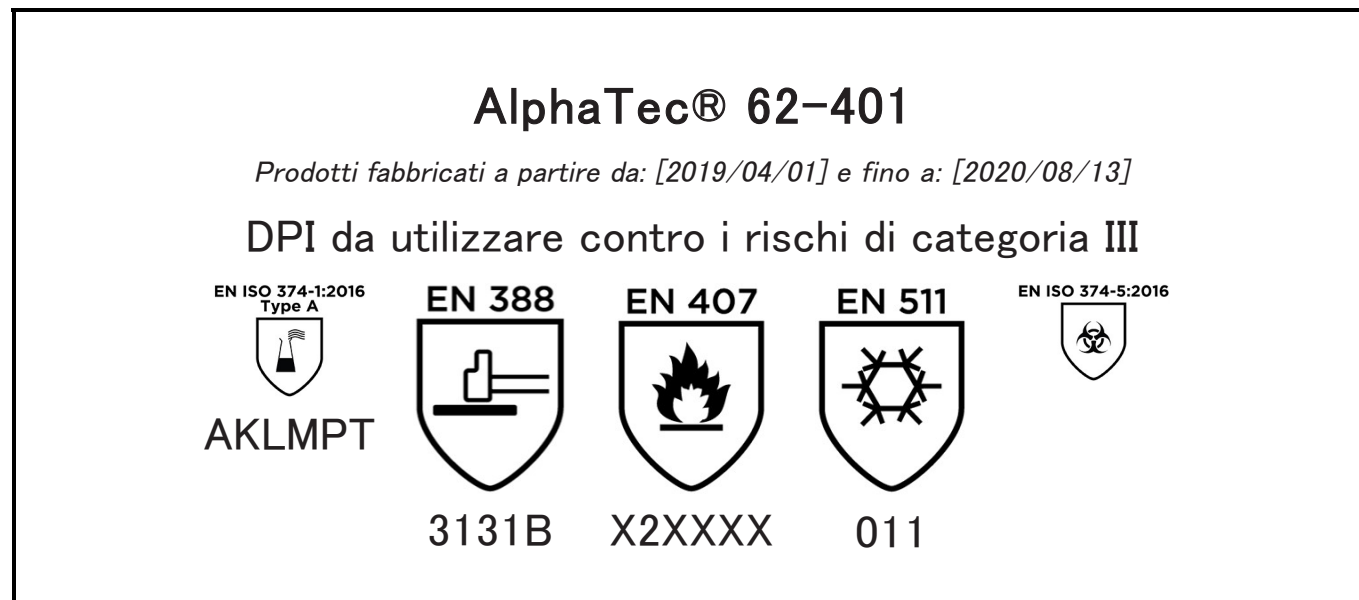 AlphaTec® 62-401
Prodotti fabbricati a partire da: [2019/04/01] e fino a: [2020/08/13]
DPI da utilizzare contro i rischi di categoria III
EN ISO 374-1:2016
Type A
AKLMPT
EN 388
3131B
EN 407
X2XXXX
EN 511
011
EN ISO 374-5:2016